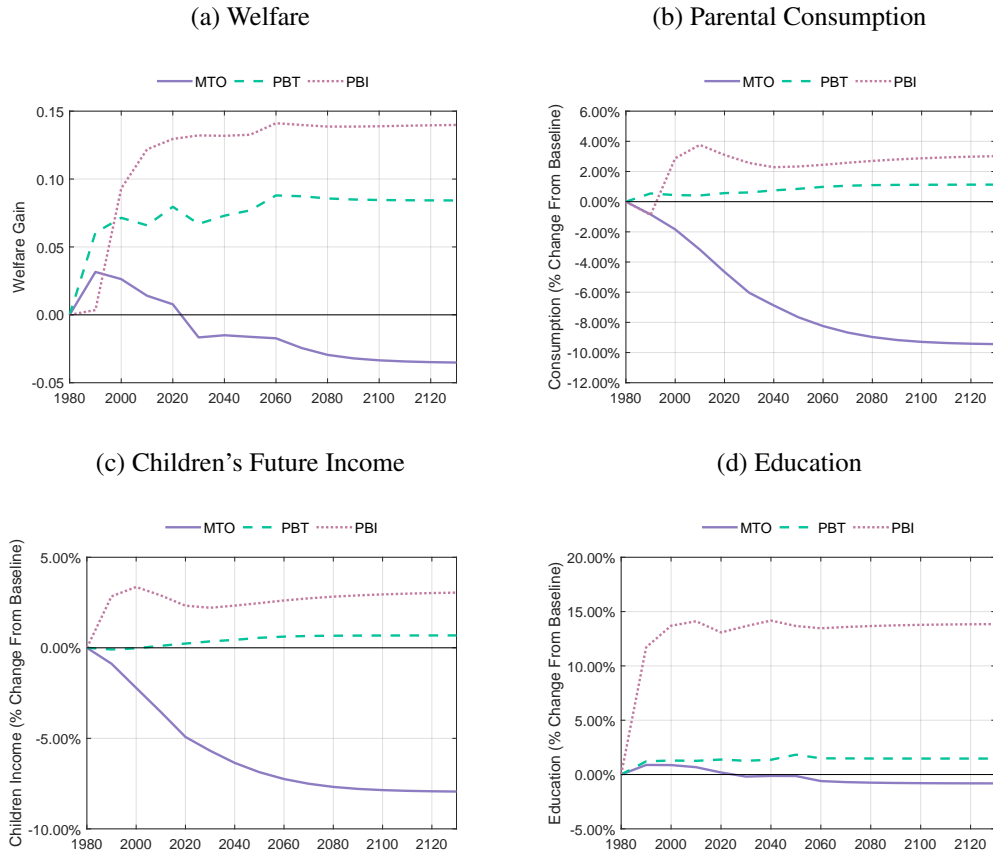 (a) Welfare
MTO PBT PBI
Welfare Gain
0.15
0.10
0.05
0.00
-0.05
1980 2000 2020 2040 2060 2080 2100 2120
(b) Parental Consumption
MTO PBT PBI
Consumption (% Change From Baseline)
6.00%
4.00%
2.00%
0.00%
-2.00%
-4.00%
-6.00%
-8.00%
-10.00%
-12.00%
1980 2000 2020 2040 2060 2080 2100 2120
(c) Children's Future Income
MTO PBT PBI
Children Income (% Change From Baseline)
5.00%
0.00%
-5.00%
-10.00%
1980 2000 2020 2040 2060 2080 2100 2120
(d) Education
MTO PBT PBI
Education (% Change From Baseline)
20.00%
15.00%
10.00%
5.00%
0.00%
-5.00%
1980 2000 2020 2040 2060 2080 2100 2120